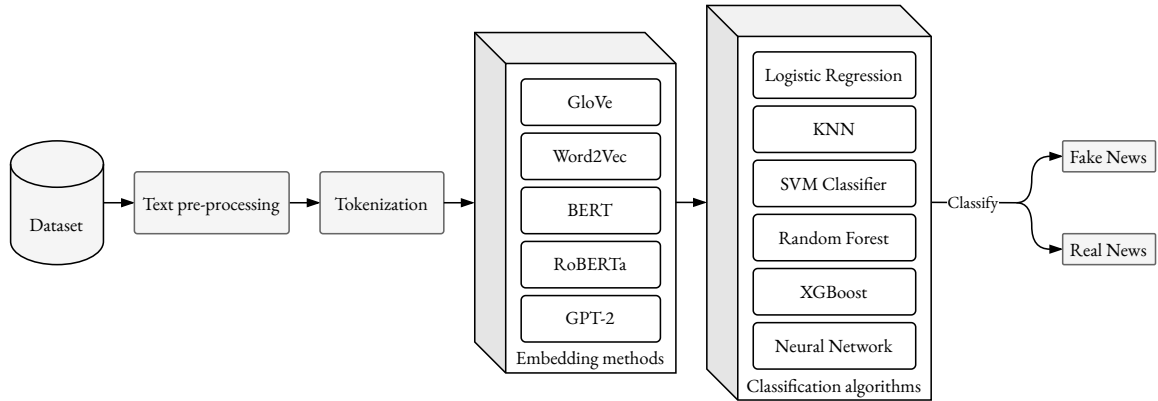 Dataset
Text pre-processing
Tokenization
GloVe
Word2Vec
BERT
RoBERTa
GPT-2
Embedding methods
Logistic Regression
KNN
SVM Classifier
Random Forest
XGBoost
Neural Network
Classification algorithms
Classify
Fake News
Real News